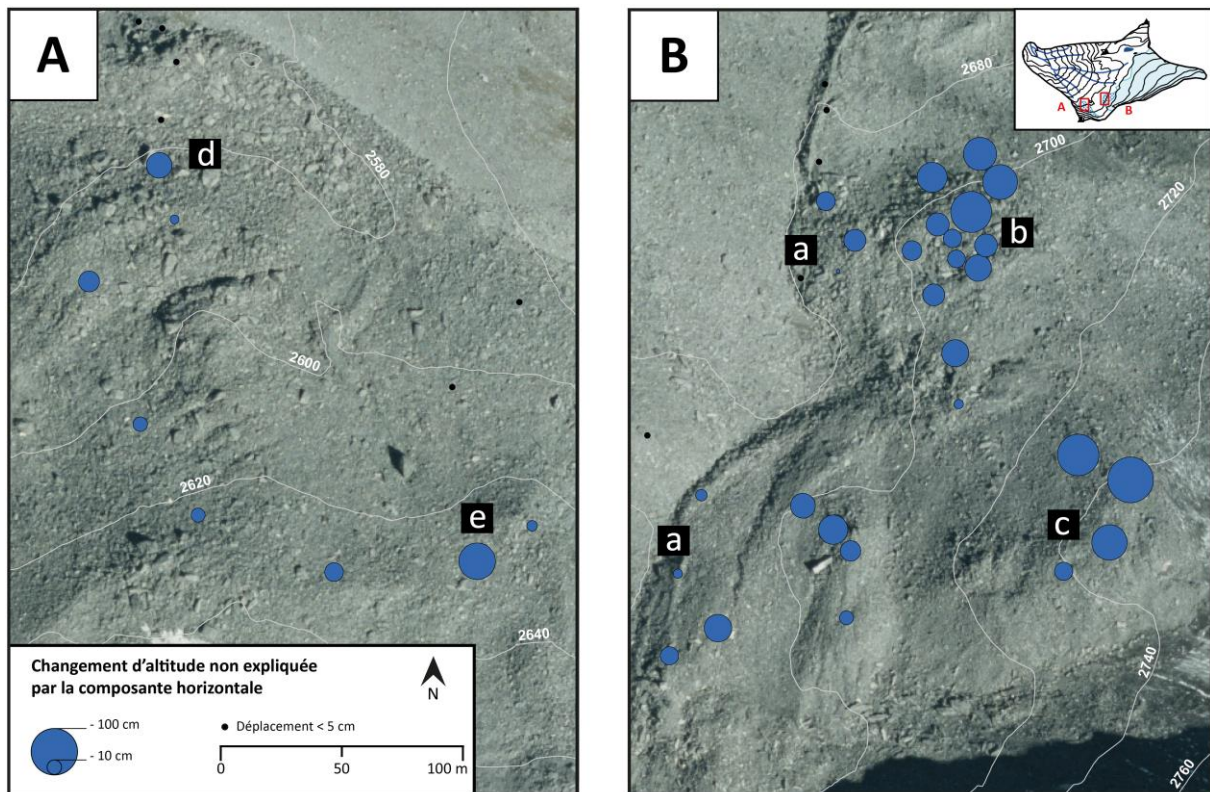 A
d
2580
2600
2620
e
2640
Changement d'altitude non expliquée
par la composante horizontale
N
- 100 cm
- 10 cm
Déplacement < 5 cm
0 50 100 m
B
A
B
2680
2700
2720
a
b
a
c
2740
2760